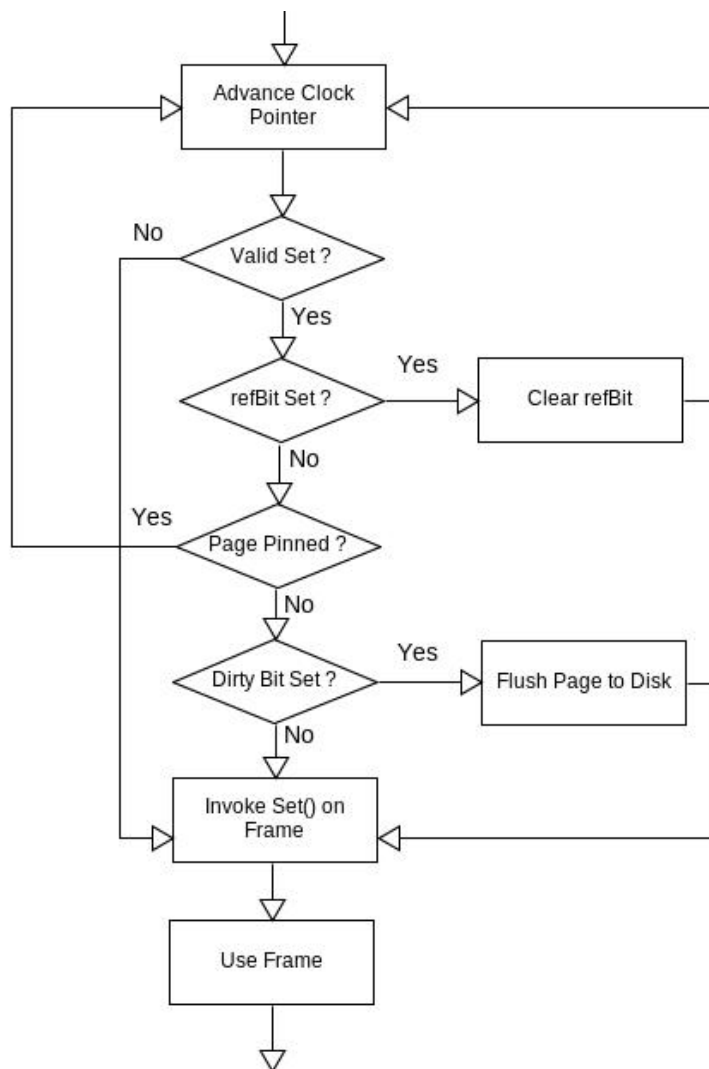 Advance Clock
Pointer
No
Valid Set ?
Yes
refBit Set ?
Yes
Clear refBit
No
Yes
Page Pinned ?
No
Dirty Bit Set ?
Yes
Flush Page to Disk
No
Invoke Set() on
Frame
Use Frame